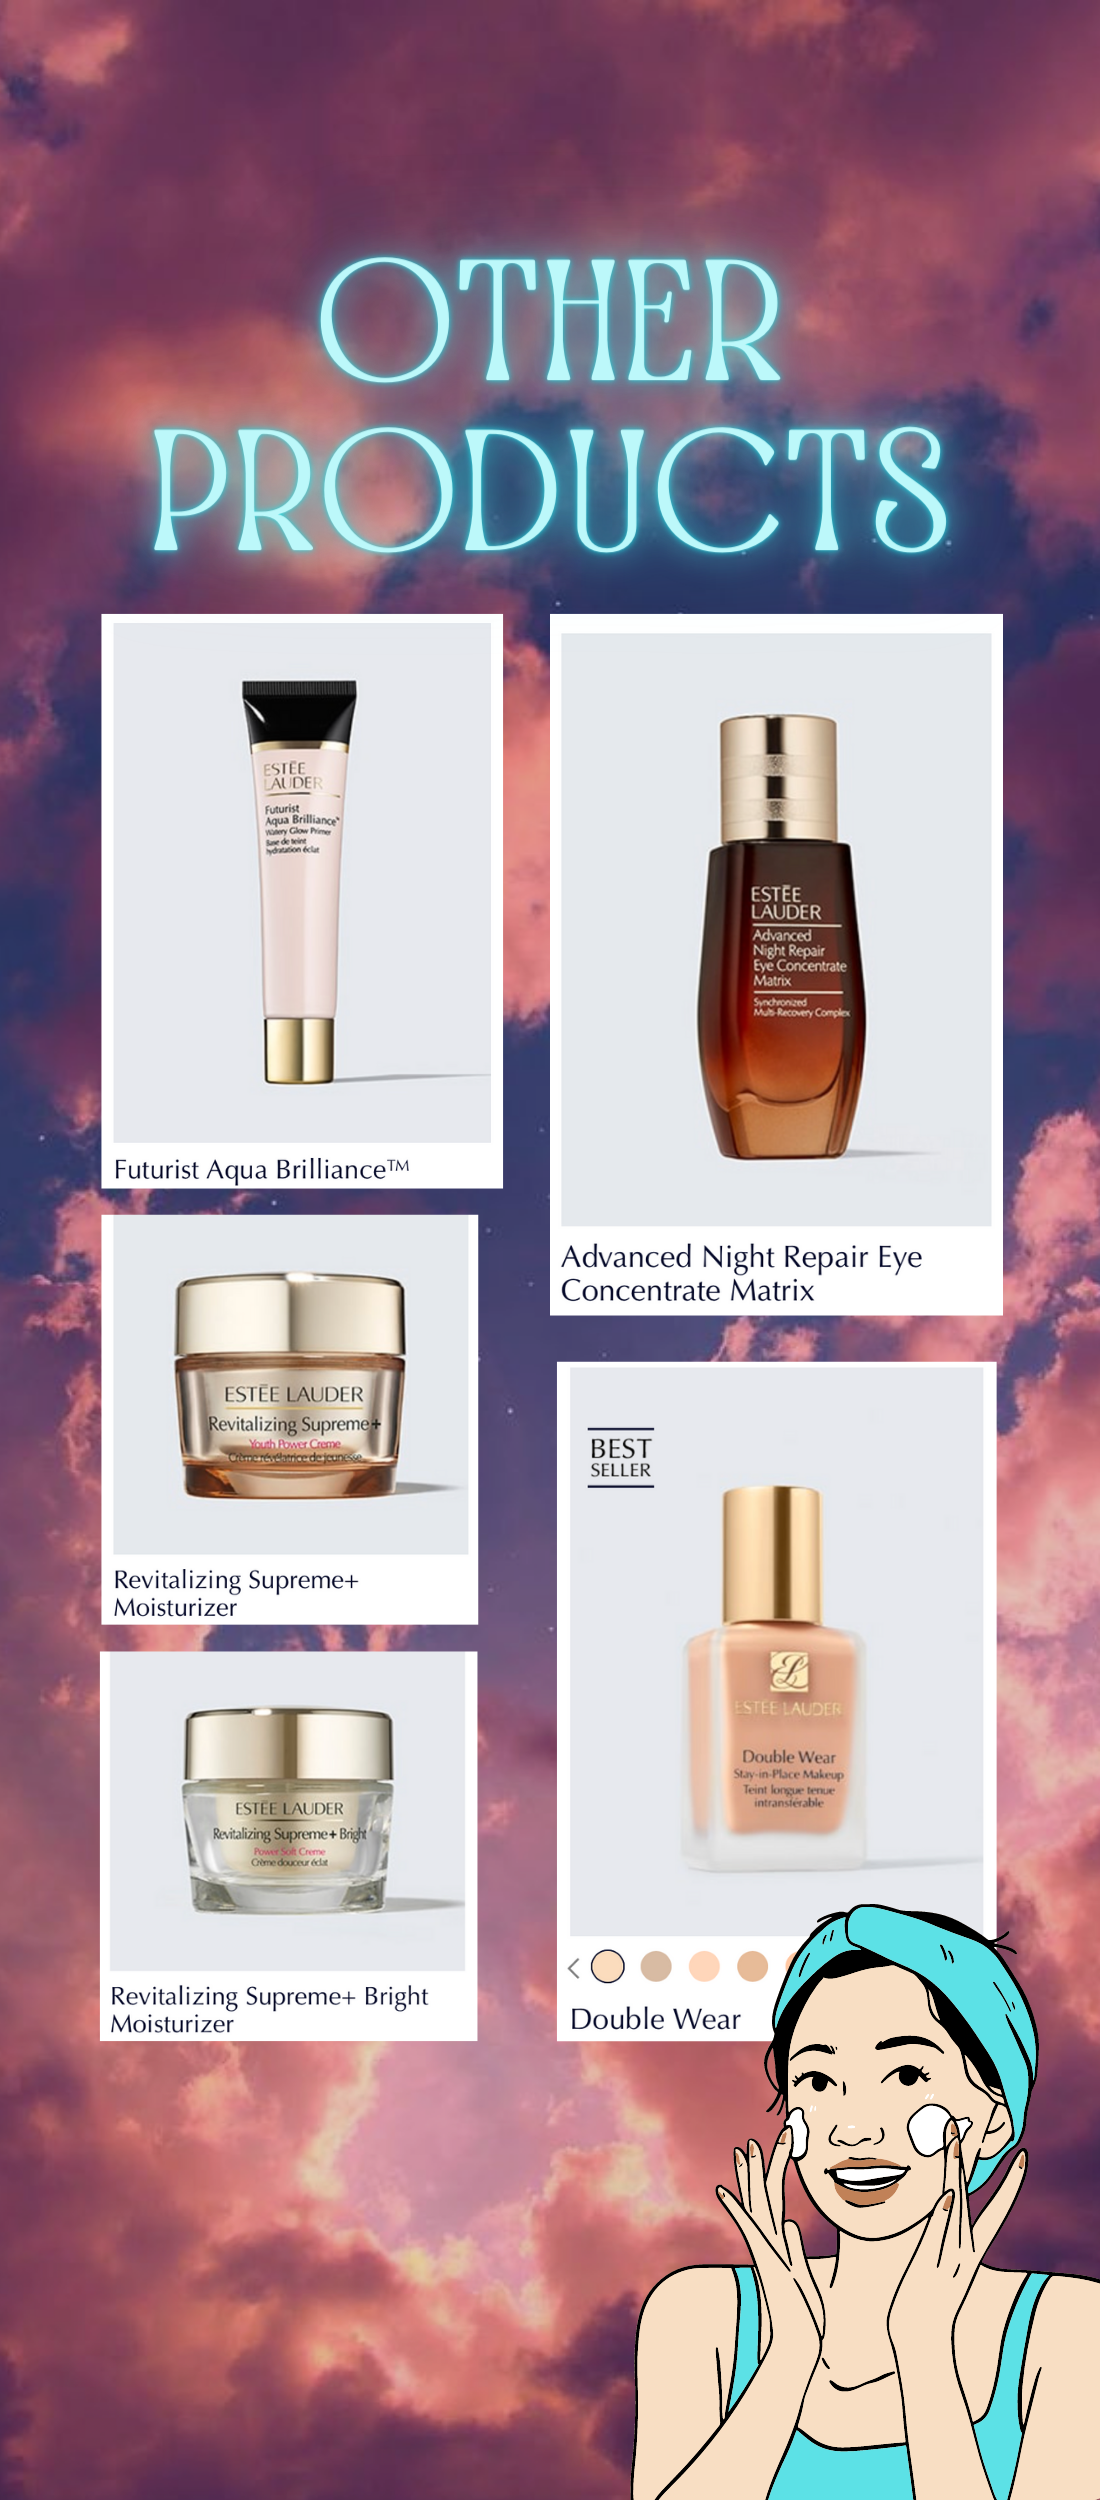 OTHER
PRODUCTS
ESTĒE
LAUDER
Futurist
Aqua Brilliance™
Watery Glow Primer
Base de teint
hydratation éclat
Futurist Aqua Brilliance™
ESTĒE
LAUDER
Advanced
Night Repair
Eye Concentrate
Matrix
Synchronized
Multi-Recovery Complex
Advanced Night Repair Eye
Concentrate Matrix
ESTĒE LAUDER
Revitalizing Supreme+
Youth Power Creme
Crème révélatrice de jeunesse
Revitalizing Supreme+
Moisturizer
BEST
SELLER
ESTĒE LAUDER
Double Wear
Stay-in-Place Makeup
Teint longue tenue
intransférable
Double Wear
ESTĒE LAUDER
Revitalizing Supreme+ Bright
Power Soft Creme
Crème douceur éclat
Revitalizing Supreme+ Bright
Moisturizer